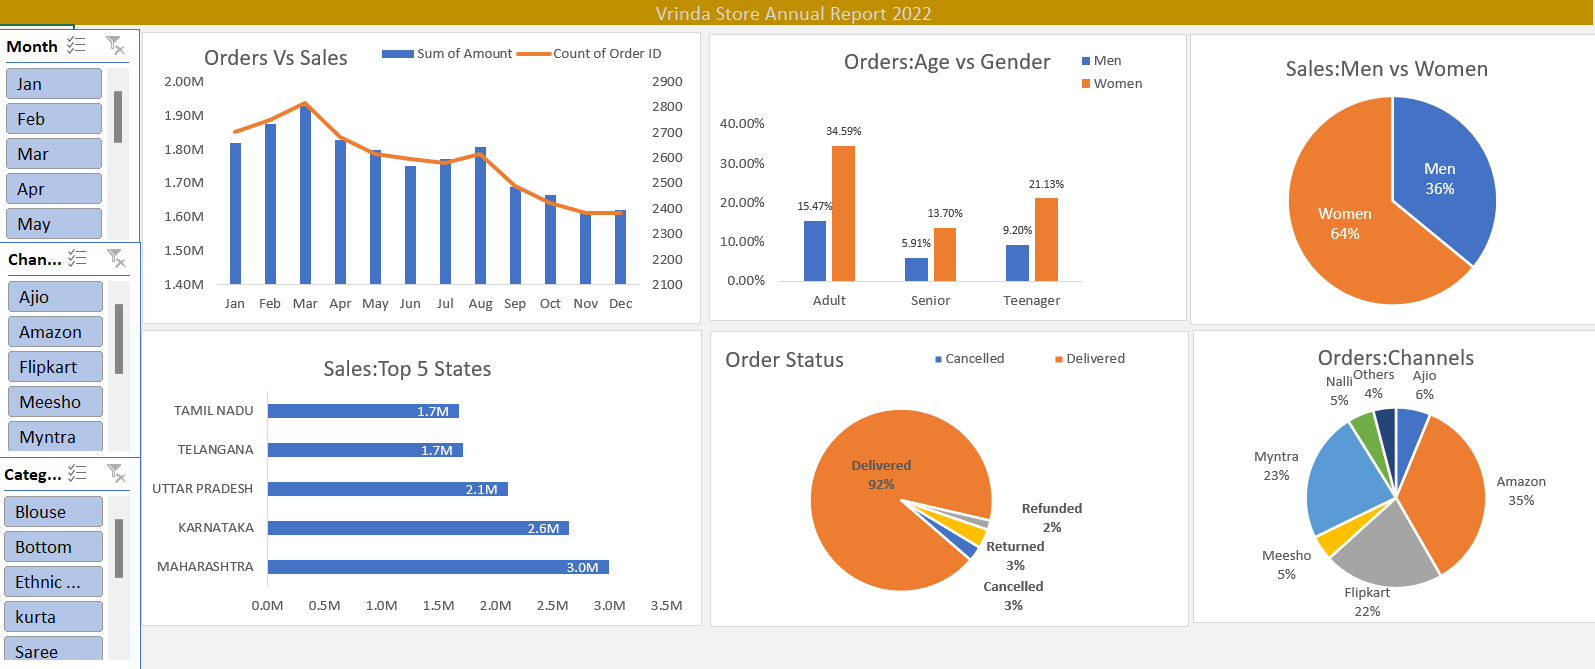 Vrinda Store Annual Report 2022
Month
Jan
Feb
Mar
Apr
May
Chan...
Ajio
Amazon
Flipkart
Meesho
Myntra
Categ...
Blouse
Bottom
Ethnic ...
kurta
Saree
Orders Vs Sales
Sum of Amount
Count of Order ID
2.00M
1.90M
1.80M
1.70M
1.60M
1.50M
1.40M
2900
2800
2700
2600
2500
2400
2300
2200
2100
Jan Feb Mar Apr May Jun Jul Aug Sep Oct Nov Dec
Orders:Age vs Gender
Men
Women
40.00%
30.00%
20.00%
10.00%
0.00%
15.47%
34.59%
5.91%
13.70%
9.20%
21.13%
Adult Senior Teenager
Sales:Men vs Women
Men
36%
Women
64%
Sales:Top 5 States
TAMIL NADU 1.7M
TELANGANA 1.7M
UTTAR PRADESH 2.1M
KARNATAKA 2.6M
MAHARASHTRA 3.0M
0.0M 0.5M 1.0M 1.5M 2.0M 2.5M 3.0M 3.5M
Order Status
Cancelled
Delivered
Delivered
92%
Refunded
2%
Returned
3%
Cancelled
3%
Orders:Channels
Nalli
5%
Others
4%
Ajio
6%
Myntra
23%
Amazon
35%
Meesho
5%
Flipkart
22%